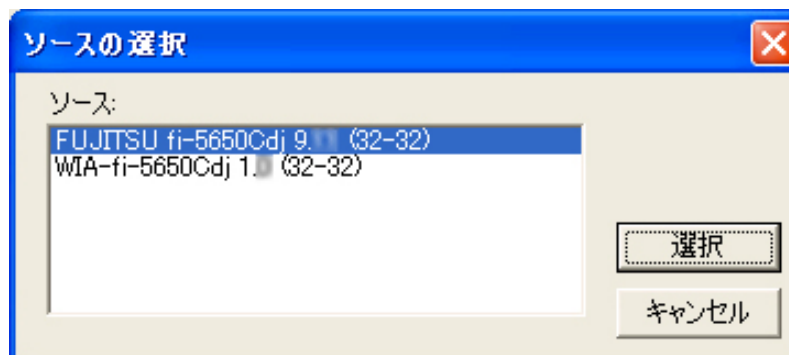 ソースの選択
ソース:
FUJITSU fi-5650Cdj 9. (32-32)
WIA-fi-5650Cdj 1. (32-32)
選択
キャンセル